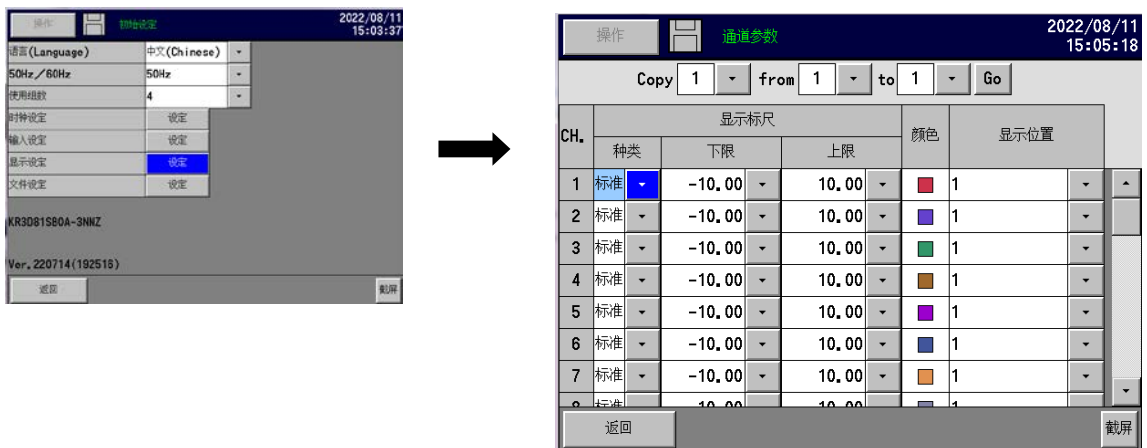 操作 初始设定 2022/08/11
15:03:37
语言(Language) 中文(Chinese)
50Hz/60Hz 50Hz
使用组数 4
时钟设定 设定
输入设定 设定
显示设定 设定
文件设定 设定
KR3D81S80A-3NNZ
Ver.220714(192516)
返回 截屏
操作 通道参数 2022/08/11
15:05:18
Copy 1 from 1 to 1 Go
CH. 显示标尺 颜色 显示位置
种类 下限 上限
1 标准 -10.00 10.00 1
2 标准 -10.00 10.00 1
3 标准 -10.00 10.00 1
4 标准 -10.00 10.00 1
5 标准 -10.00 10.00 1
6 标准 -10.00 10.00 1
7 标准 -10.00 10.00 1
返回 截屏